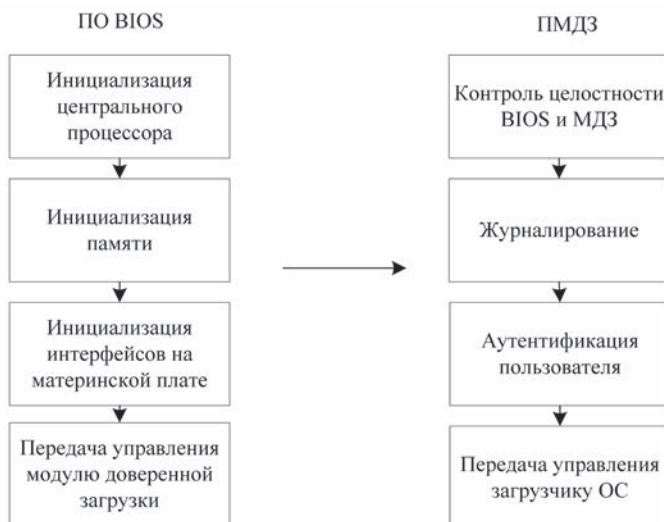 ПО BIOS
Инициализация
центрального
процессора
Инициализация
памяти
Инициализация
интерфейсов на
материнской плате
Передача управления
модулю доверенной
загрузки
ПМДЗ
Контроль целостности
BIOS и МДЗ
Журналирование
Аутентификация
пользователя
Передача управления
загрузчику ОС